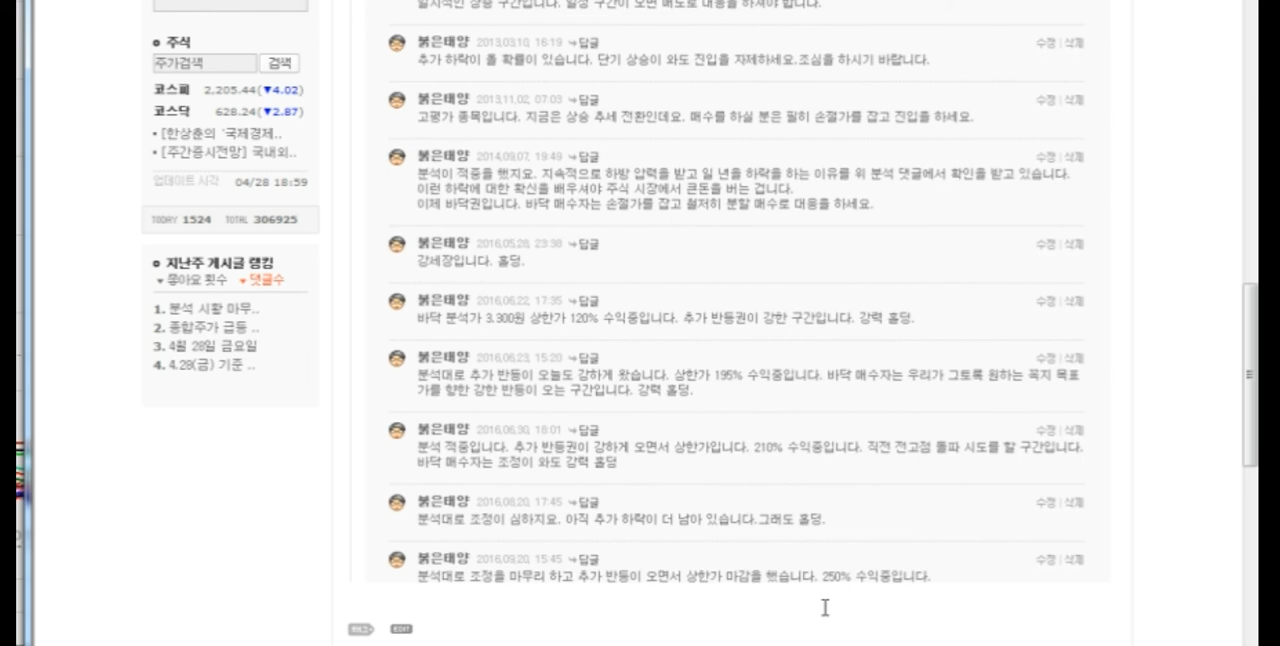 주식
주가검색 검색
코스피 2,205.44(▼4.02)
코스닥 628.24(▼2.87)
• [한상춘의 '국제경제..
• [주간증시전망] 국내외..
업데이트 시각 04/28 18:59
TODAY 1524 TOTAL 306925
지난주 게시글 랭킹
▾ 좋아요 횟수 ▾ 댓글수
1. 분석 시황 마무..
2. 종합주가 급등 ..
3. 4월 28일 금요일
4. 4.28(금) 기준 ..
일시적인 상승 구간입니다. 일정 구간이 오면 매도로 대응을 하셔야 합니다.
붉은태양 2013.03.10, 16:19 ↪답글 수정 | 삭제
추가 하락이 올 확률이 있습니다. 단기 상승이 와도 진입을 자제하세요.조심을 하시기 바랍니다.
붉은태양 2013.11.02, 07:03 ↪답글 수정 | 삭제
고평가 종목입니다. 지금은 상승 추세 전환인데요. 매수를 하실 분은 필히 손절가를 잡고 진입을 하세요.
붉은태양 2014.09.07, 19:49 ↪답글 수정 | 삭제
분석이 적중을 했지요. 지속적으로 하방 압력을 받고 일 년을 하락을 하는 이유를 위 분석 댓글에서 확인을 받고 있습니다.
이런 하락에 대한 확신을 배우셔야 주식 시장에서 큰돈을 버는 겁니다.
이제 바닥권입니다. 바닥 매수자는 손절가를 잡고 철저히 분할 매수로 대응을 하세요.
붉은태양 2016.05.28, 23:38 ↪답글 수정 | 삭제
강세장입니다. 홀딩.
붉은태양 2016.06.22, 17:35 ↪답글 수정 | 삭제
바닥 분석가 3.300원 상한가 120% 수익중입니다. 추가 반등권이 강한 구간입니다. 강력 홀딩.
붉은태양 2016.06.23, 15:20 ↪답글 수정 | 삭제
분석대로 추가 반등이 오늘도 강하게 왔습니다. 상한가 195% 수익중입니다. 바닥 매수자는 우리가 그토록 원하는 꼭지 목표
가를 향한 강한 반등이 오는 구간입니다. 강력 홀딩.
붉은태양 2016.06.30, 18:01 ↪답글 수정 | 삭제
분석 적중입니다. 추가 반등권이 강하게 오면서 상한가입니다. 210% 수익중입니다. 직전 전고점 돌파 시도를 할 구간입니다.
바닥 매수자는 조정이 와도 강력 홀딩
붉은태양 2016.08.20, 17:45 ↪답글 수정 | 삭제
분석대로 조정이 심하지요. 아직 추가 하락이 더 남아 있습니다.그래도 홀딩.
붉은태양 2016.09.20, 15:45 ↪답글 수정 | 삭제
분석대로 조정을 마무리 하고 추가 반등이 오면서 상한가 마감을 했습니다. 250% 수익중입니다.
태그 EDIT